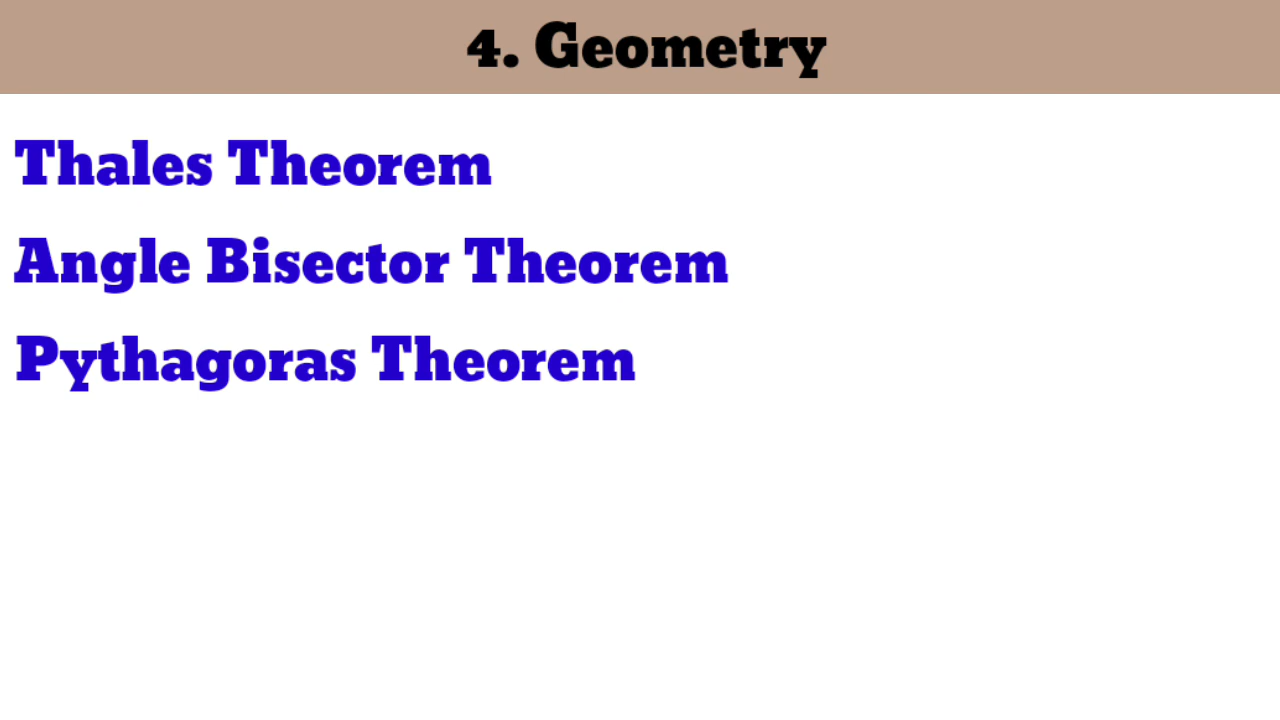 4. Geometry
Thales Theorem
Angle Bisector Theorem
Pythagoras Theorem